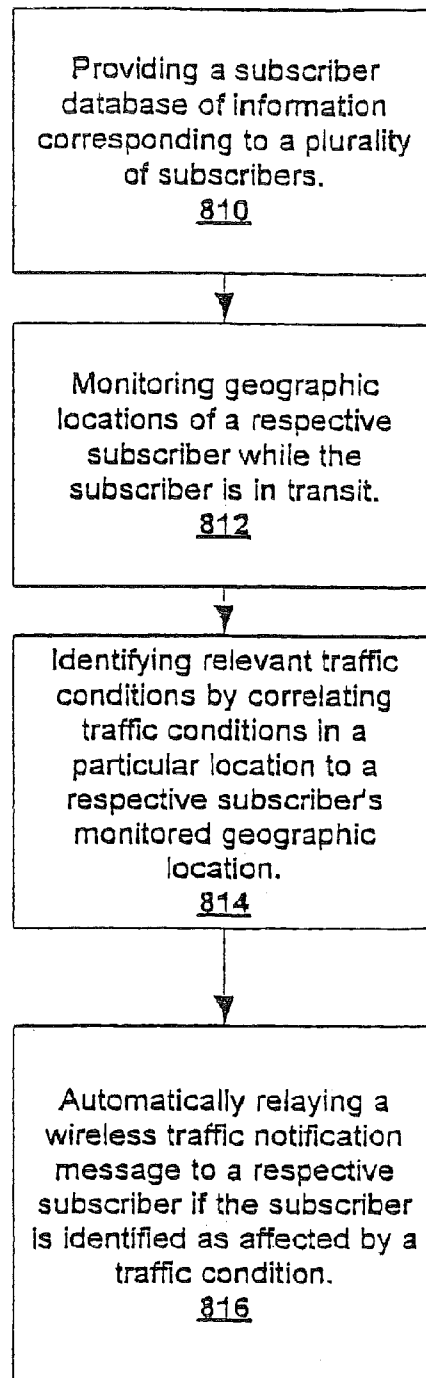 Providing a subscriber
database of information
corresponding to a plurality
of subscribers.
810
Monitoring geographic
locations of a respective
subscriber while the
subscriber is in transit.
812
Identifying relevant traffic
conditions by correlating
traffic conditions in a
particular location to a
respective subscriber's
monitored geographic
location.
814
Automatically relaying a
wireless traffic notification
message to a respective
subscriber if the subscriber
is identified as affected by a
traffic condition.
816